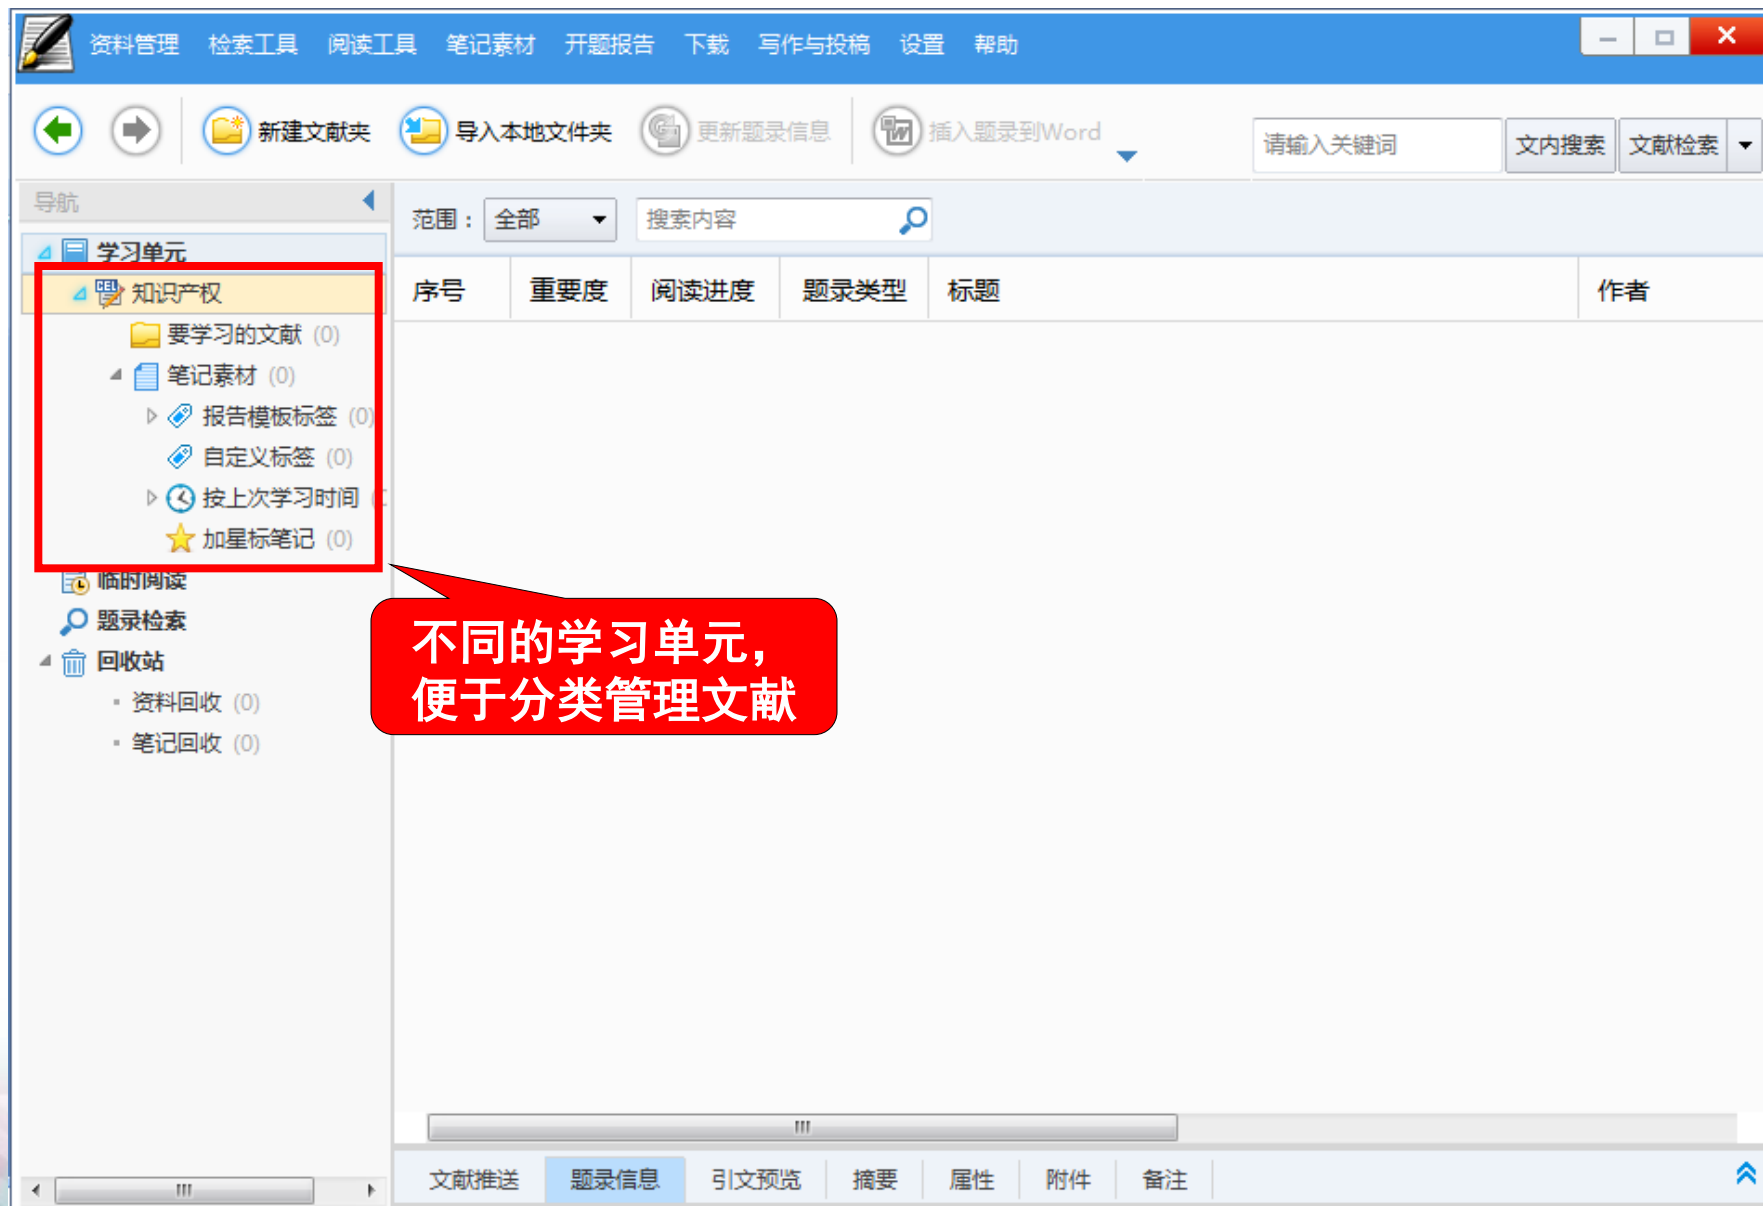 资料管理 检索工具 阅读工具 笔记素材 开题报告 下载 写作与投稿 设置 帮助
新建文献夹 导入本地文件夹 更新题录信息 插入题录到Word 请输入关键词 文内搜索 文献检索
导航
范围： 全部 搜索内容
学习单元
序号 重要度 阅读进度 题录类型 标题 作者
知识产权
要学习的文献 (0)
笔记素材 (0)
报告模板标签 (0)
自定义标签 (0)
按上次学习时间
加星标笔记 (0)
临时阅读
题录检索
回收站
资料回收 (0)
笔记回收 (0)
不同的学习单元，
便于分类管理文献
文献推送 题录信息 引文预览 摘要 属性 附件 备注